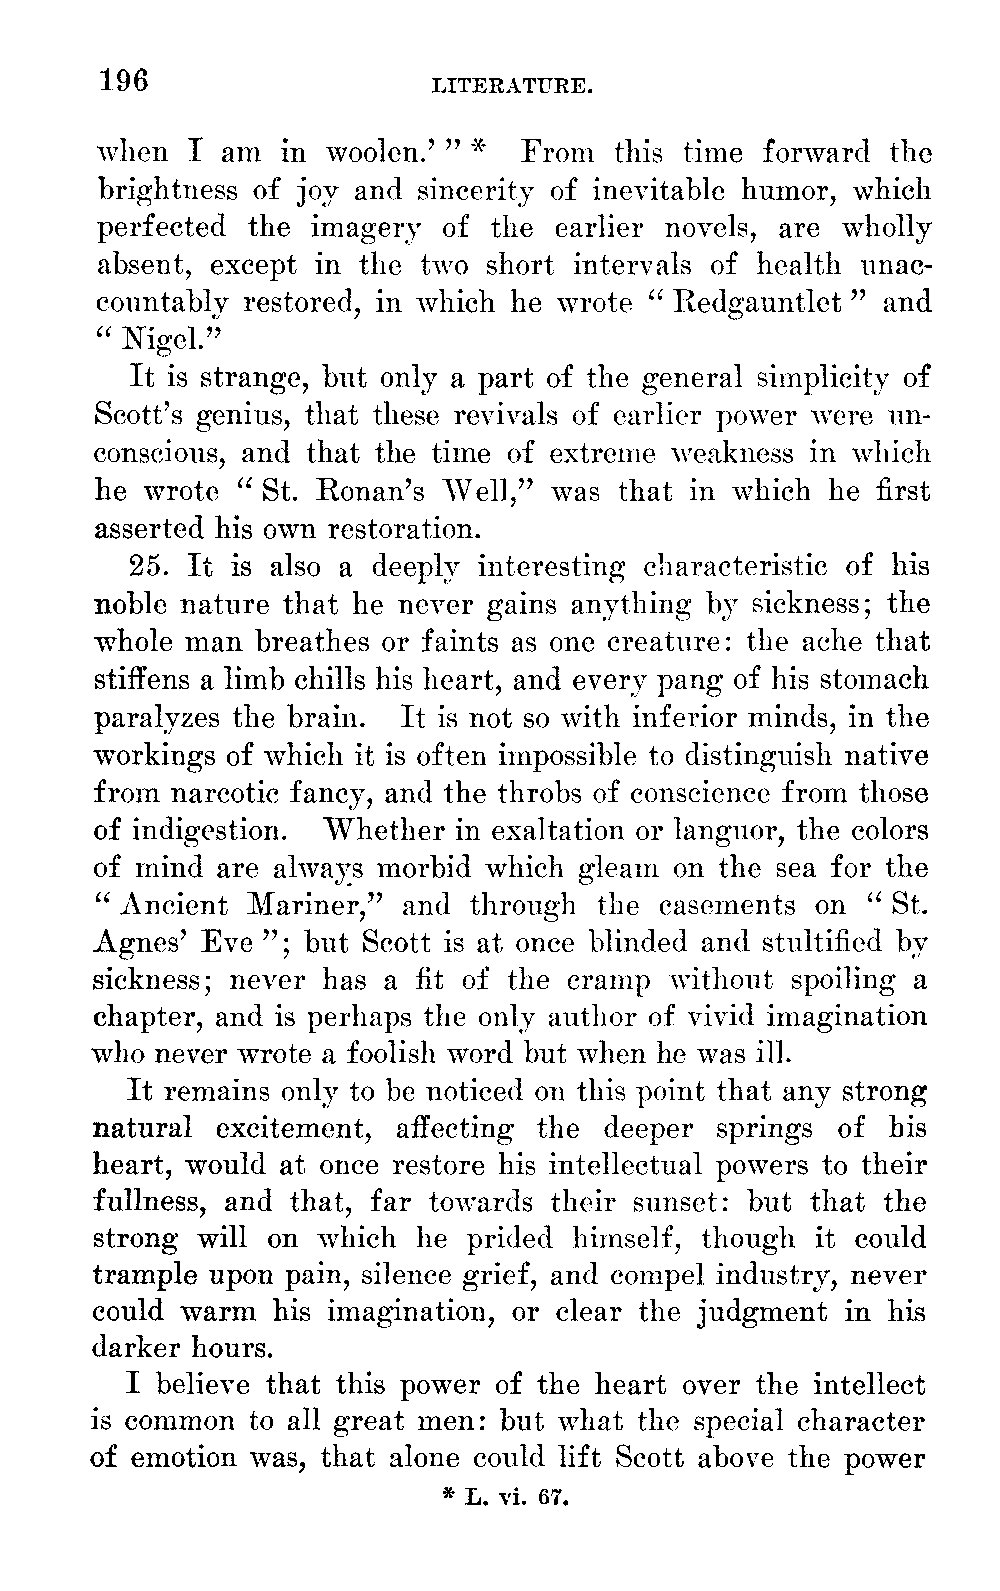 196
LITERATURE.
when I am in woolen.' " * From this time forward the
brightness of joy and sincerity of inevitable humor, which
perfected the imagery of the earlier novels, are wholly
absent, except in the two short intervals of health unac-
countably restored, in which he wrote " Redgauntlet " and
" Nigel."
It is strange, but only a part of the general simplicity of
Scott's genius, that these revivals of earlier power were un-
conscious, and that the time of extreme weakness in which
he wrote " St. Ronan's Well," was that in which he first
asserted his own restoration.
25. It is also a deeply interesting characteristic of his
noble nature that he never gains anything by sickness; the
whole man breathes or faints as one creature: the ache that
stiffens a limb chills his heart, and every pang of his stomach
paralyzes the brain. It is not so with inferior minds, in the
workings of which it is often impossible to distinguish native
from narcotic fancy, and the throbs of conscience from those
of indigestion. Whether in exaltation or languor, the colors
of mind are always morbid which gleam on the sea for the
" Ancient Mariner," and through the casements on " St.
Agnes' Eve "; but Scott is at once blinded and stultified by
sickness; never has a fit of the cramp without spoiling a
chapter, and is perhaps the only author of vivid imagination
who never wrote a foolish word but when he was ill.
It remains only to be noticed on this point that any strong
natural excitement, affecting the deeper springs of his
heart, would at once restore his intellectual powers to their
fullness, and that, far towards their sunset: but that the
strong will on which he prided himself, though it could
trample upon pain, silence grief, and compel industry, never
could warm his imagination, or clear the judgment in his
darker hours.
I believe that this power of the heart over the intellect
is common to all great men: but what the special character
of emotion was, that alone could lift Scott above the power
* L. vi. 67.